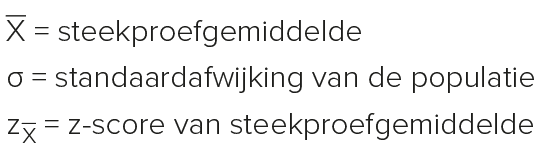 X̅ = steekproefgemiddelde
σ = standaardafwijking van de populatie
z_X̅ = z-score van steekproefgemiddelde